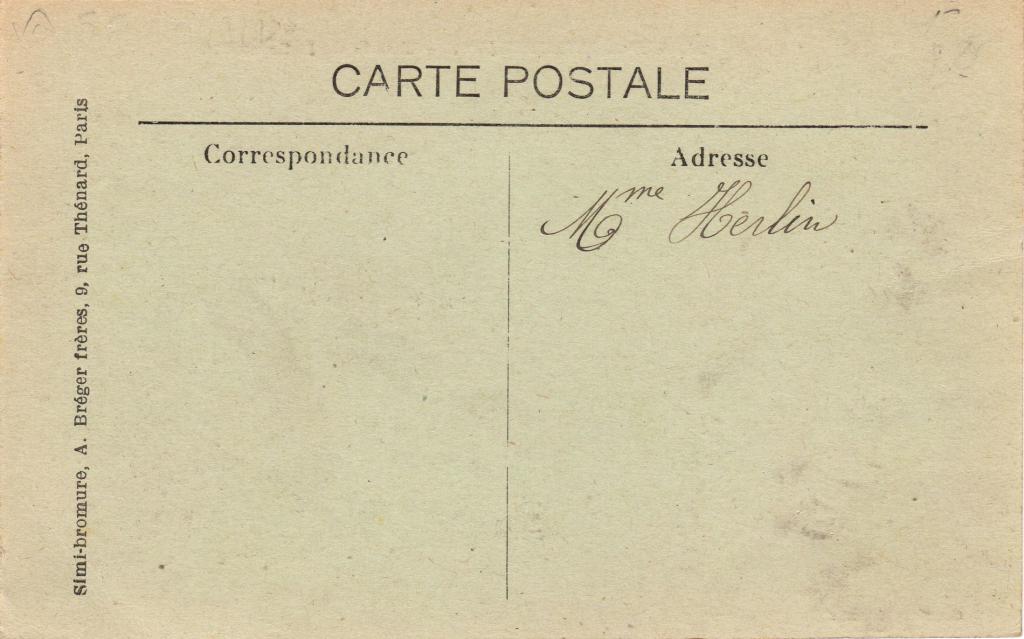 CARTE POSTALE
Correspondance
Adresse
Mme Herlin
Simi-bromure, A. Bréger frères, 9, rue Thénard, Paris